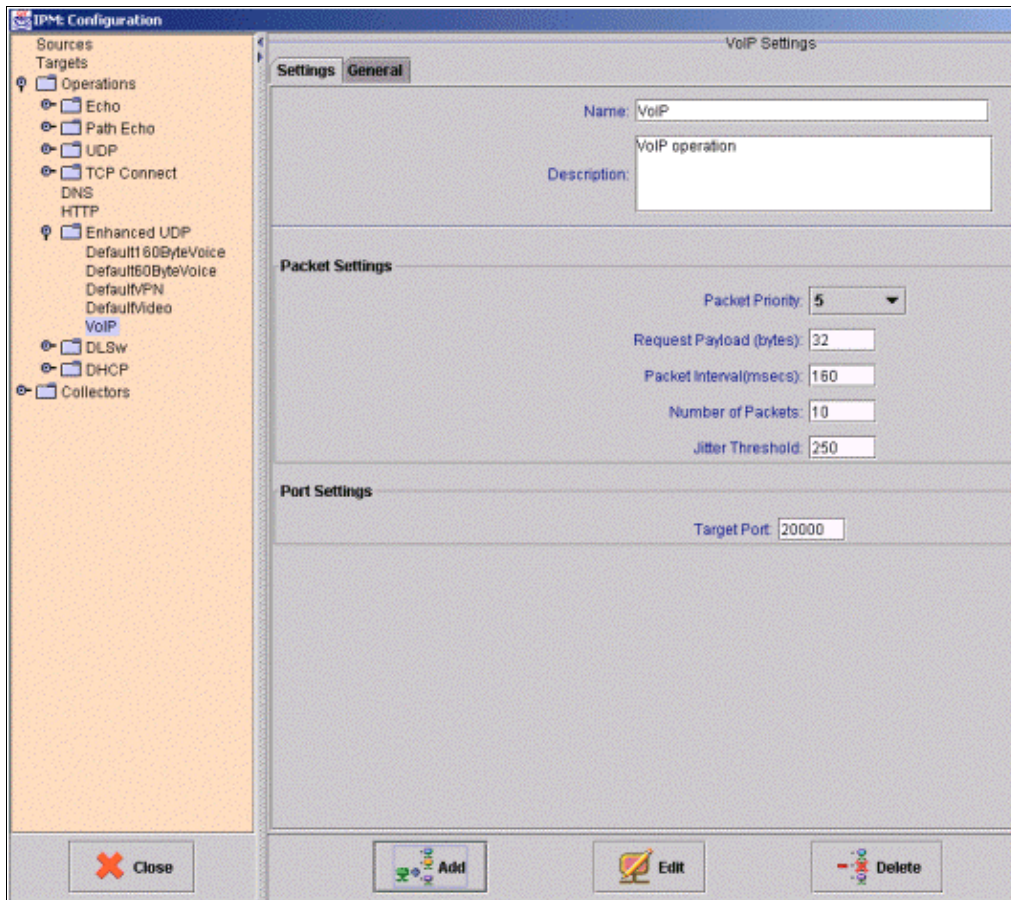 IPM: Configuration
Sources
Targets
Operations
Echo
Path Echo
UDP
TCP Connect
DNS
HTTP
Enhanced UDP
Default160ByteVoice
Default60ByteVoice
DefaultVPN
DefaultVideo
VoIP
DLSw
DHCP
Collectors
Close
VoIP Settings
Settings General
Name: VoIP
Description: VoIP operation
Packet Settings
Packet Priority: 5
Request Payload (bytes): 32
Packet Interval(msecs): 160
Number of Packets: 10
Jitter Threshold: 250
Port Settings
Target Port: 20000
Add Edit Delete